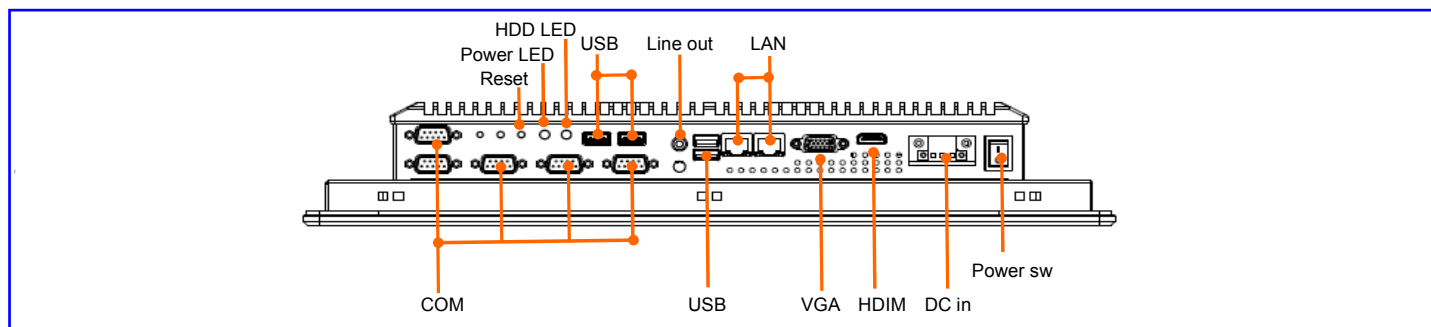 HDD LED
USB
Line out
LAN
Power LED
Reset
Power sw
COM
USB
VGA
HDIM
DC in